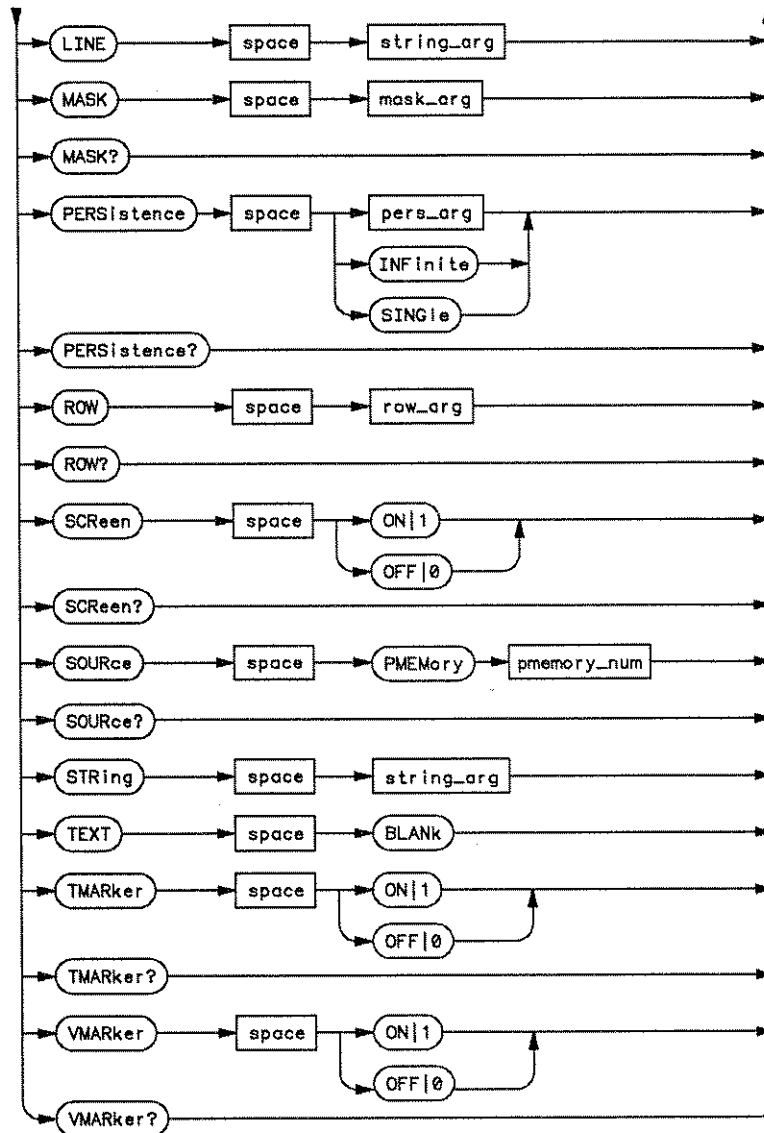 LINE space string_arg
MASK space mask_arg
MASK?
PERSistence space pers_arg
INFinite
SINGle
PERSistence?
ROW space row_arg
ROW?
SCReen space ON|1
OFF|0
SCReen?
SOURce space PMEMory pmemory_num
SOURce?
STRing space string_arg
TEXT space BLANk
TMARker space ON|1
OFF|0
TMARker?
VMARker space ON|1
OFF|0
VMARker?